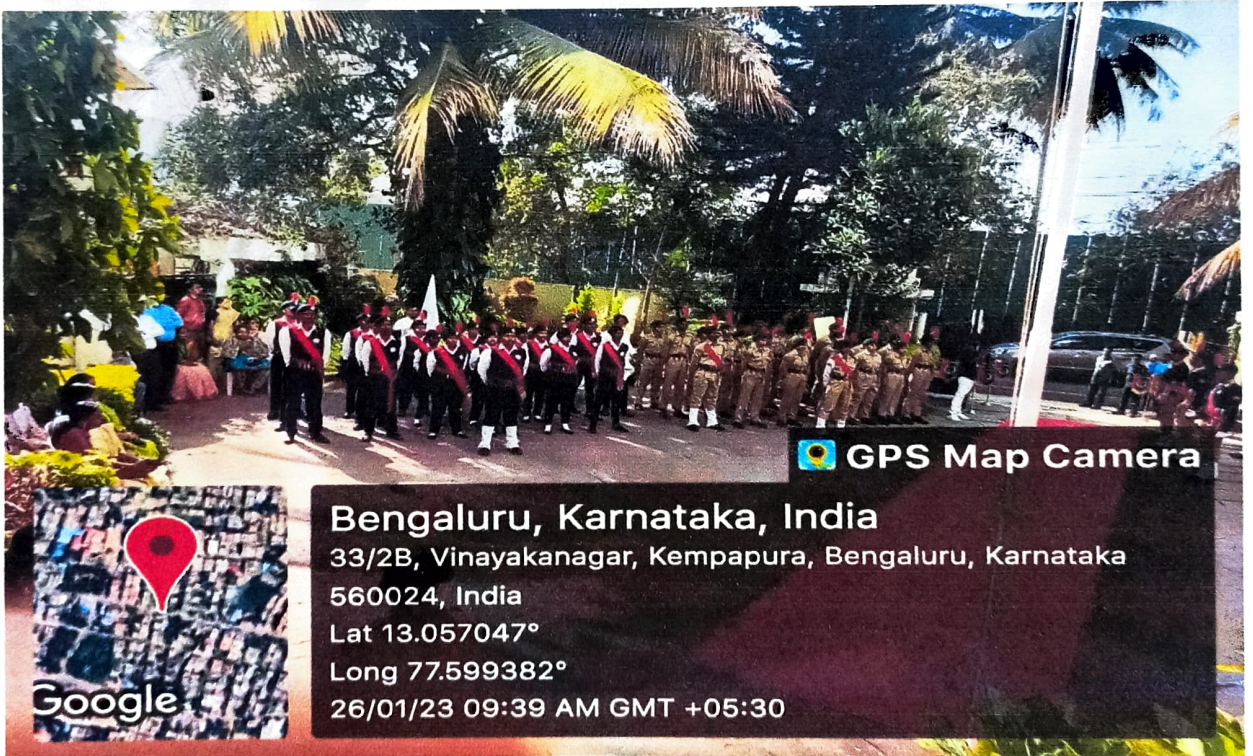 GPS Map Camera
Bengaluru, Karnataka, India
33/2B, Vinayakanagar, Kempapura, Bengaluru, Karnataka
560024, India
Lat 13.057047°
Long 77.599382°
26/01/23 09:39 AM GMT +05:30
Google